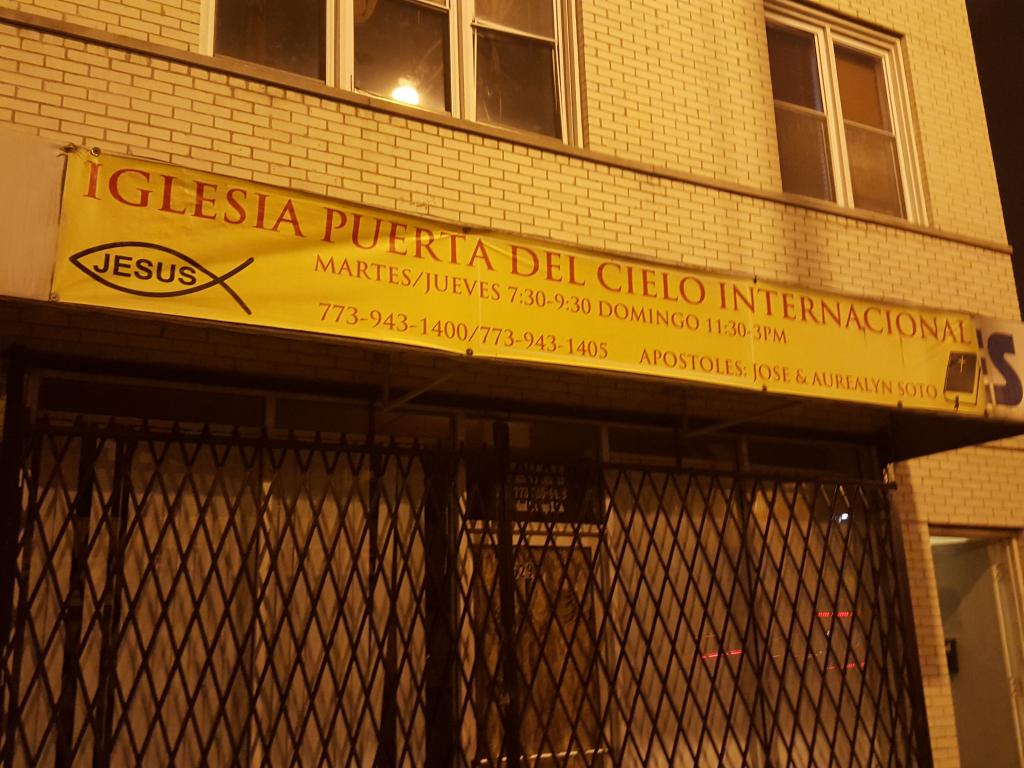 IGLESIA PUERTA DEL CIELO INTERNACIONAL
JESUS
MARTES/JUEVES 7:30-9:30 DOMINGO 11:30-3PM
773-943-1400/773-943-1405
APOSTOLES: JOSE & AUREALYN SOTO